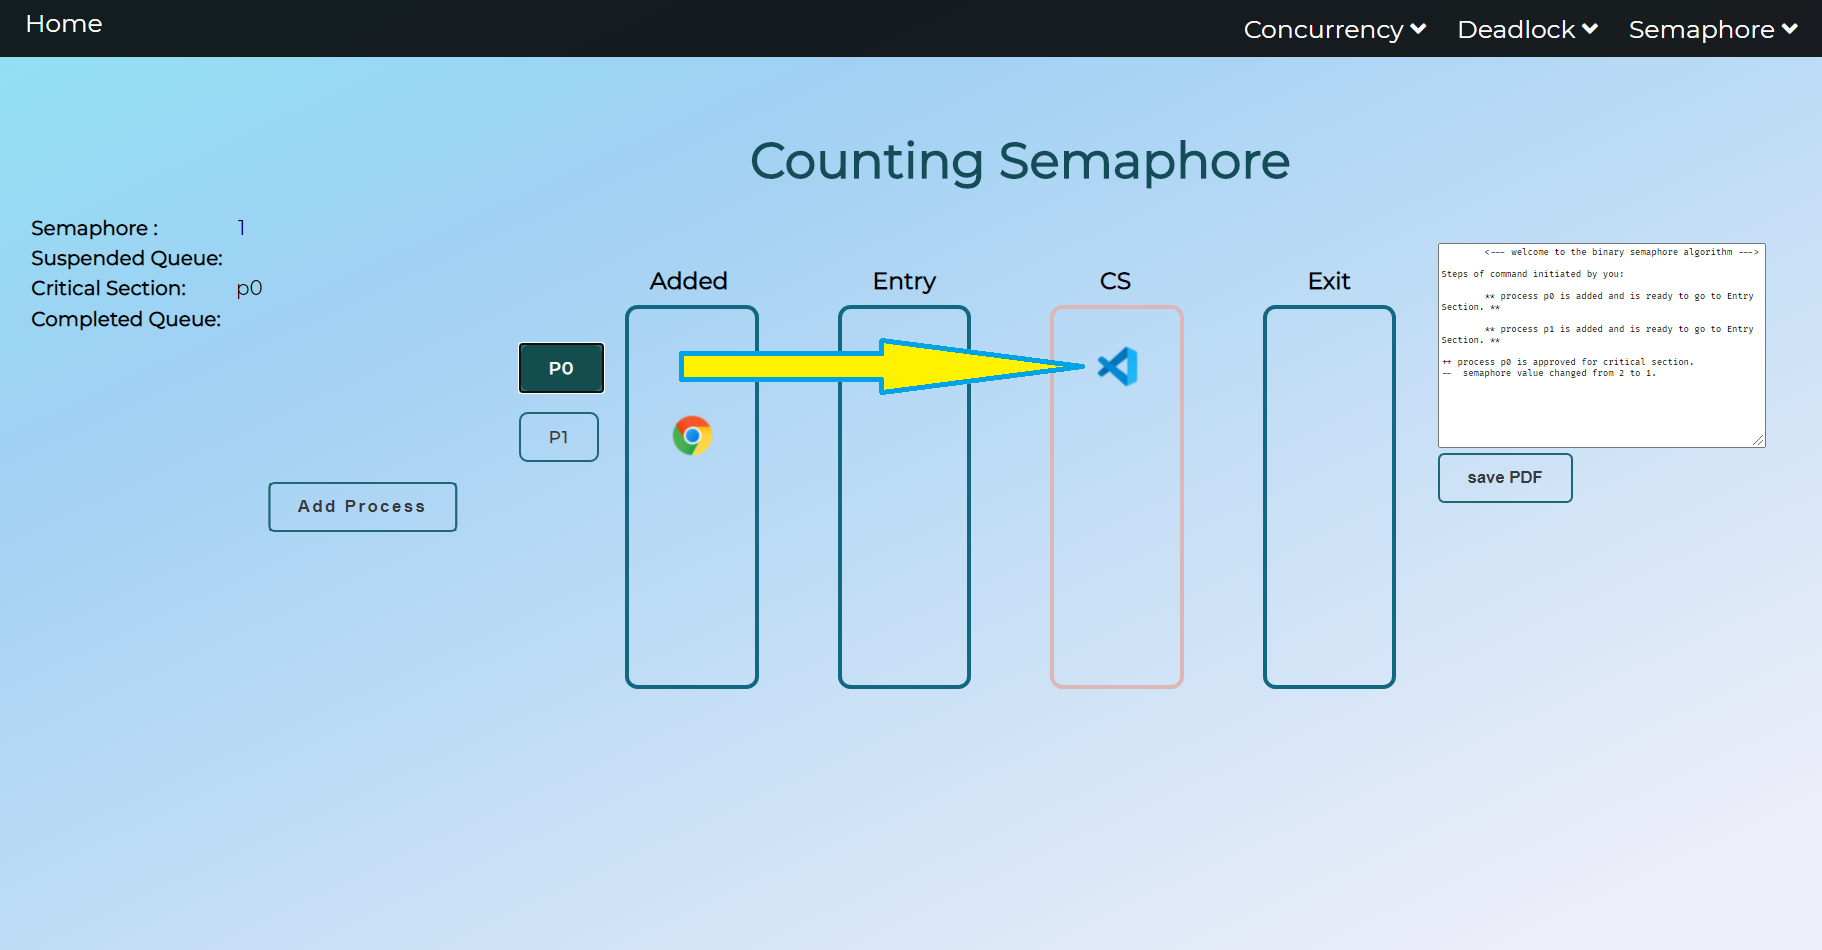 Home
Concurrency Deadlock Semaphore
Counting Semaphore
Semaphore : 1
Suspended Queue:
Critical Section: p0
Completed Queue:
Added Entry CS Exit
P0
P1
Add Process
<--- welcome to the binary semaphore algorithm --->
Steps of command initiated by you:
** process p0 is added and is ready to go to Entry
Section. **
** process p1 is added and is ready to go to Entry
Section. **
++ process p0 is approved for critical section.
-- semaphore value changed from 2 to 1.
save PDF